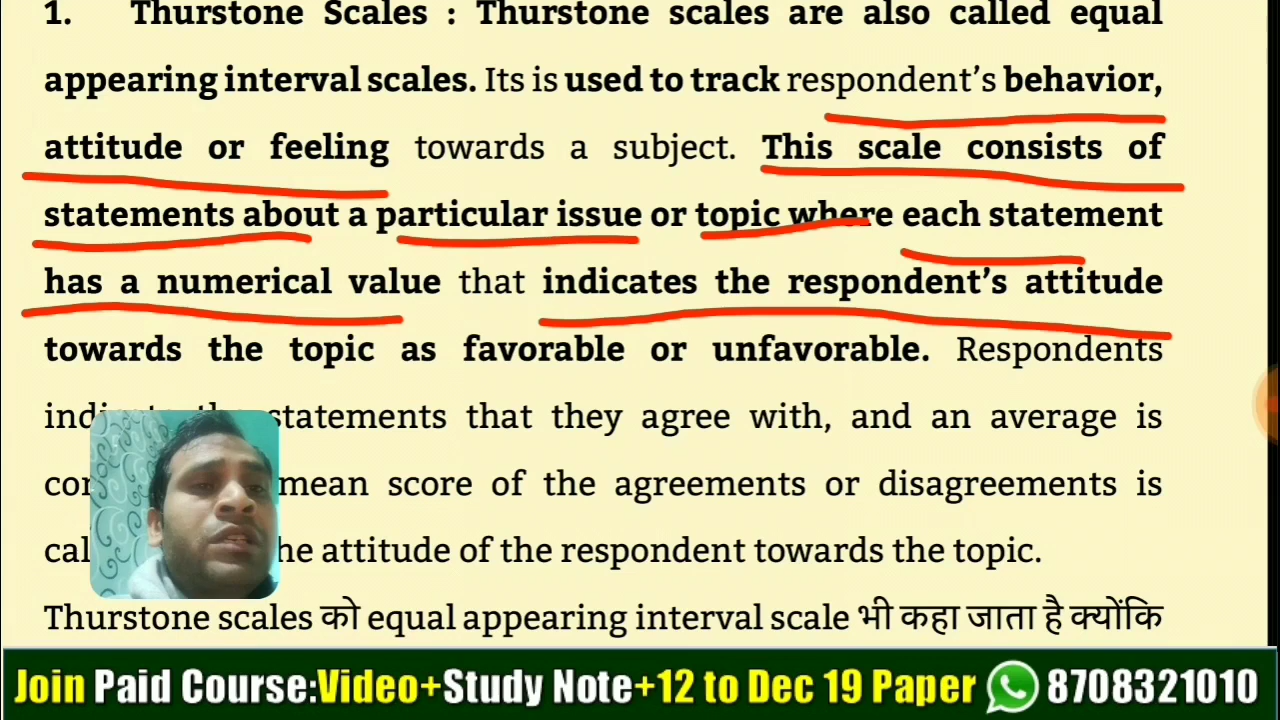 1. Thurstone Scales : Thurstone scales are also called equal
appearing interval scales. Its is used to track respondent’s behavior,
attitude or feeling towards a subject. This scale consists of
statements about a particular issue or topic where each statement
has a numerical value that indicates the respondent’s attitude
towards the topic as favorable or unfavorable. Respondents
statements that they agree with, and an average is
mean score of the agreements or disagreements is
the attitude of the respondent towards the topic.
Thurstone scales को equal appearing interval scale भी कहा जाता है क्योंकि
Join Paid Course:Video+Study Note+12 to Dec 19 Paper 8708321010